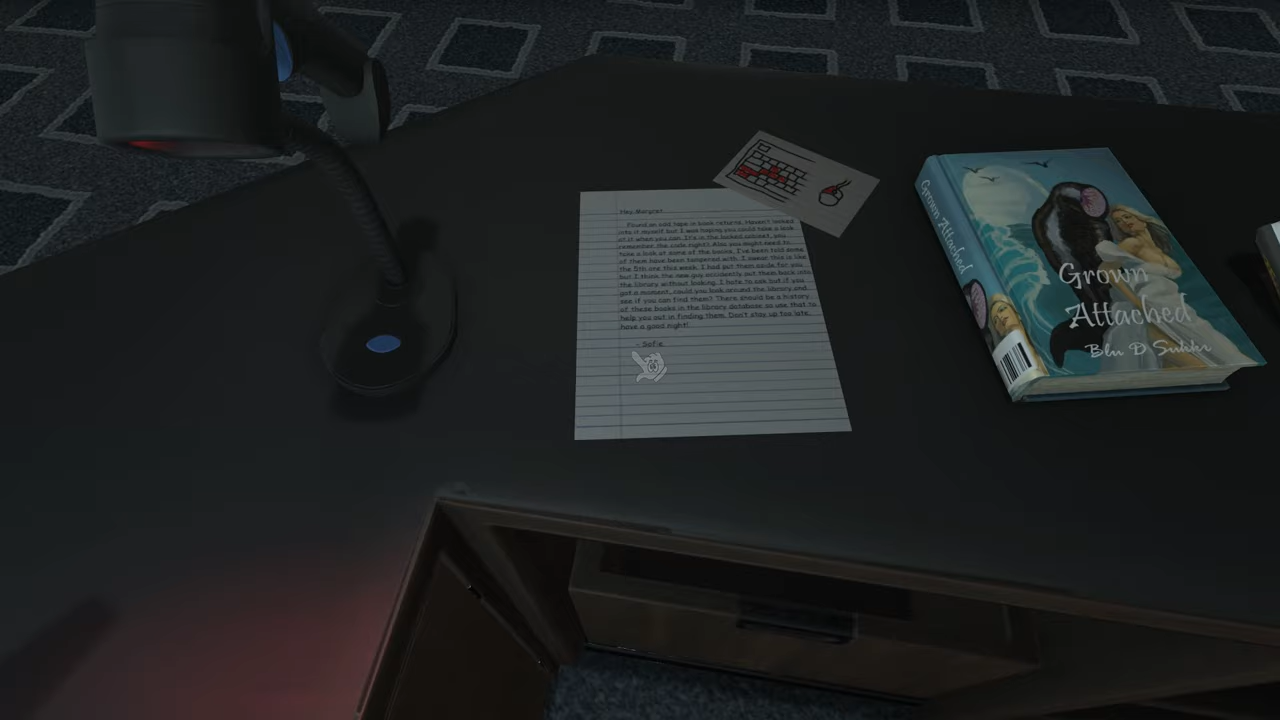 Hey, Margret!
Found an odd tape in book returns. Haven't looked
into it myself but I was hoping you could take a look
at it when you can. It's in the locked cabinet, you
remember the code right? Also you might need to
take a look at some of the books. I've been told some
of them have been tampered with. I swear this is like
the 5th one this week. I had put them aside for you
but I think the new guy accidently put them back into
the library without looking. I hate to ask but if you
got a moment, could you look around the library and
see if you can find them? There should be a history
of these books in the library database so use that to
help you out in finding them. Don't stay up too late,
have a good night!
- Sofie
Grown Attached
Grown
Attached
Blu D Sukkr